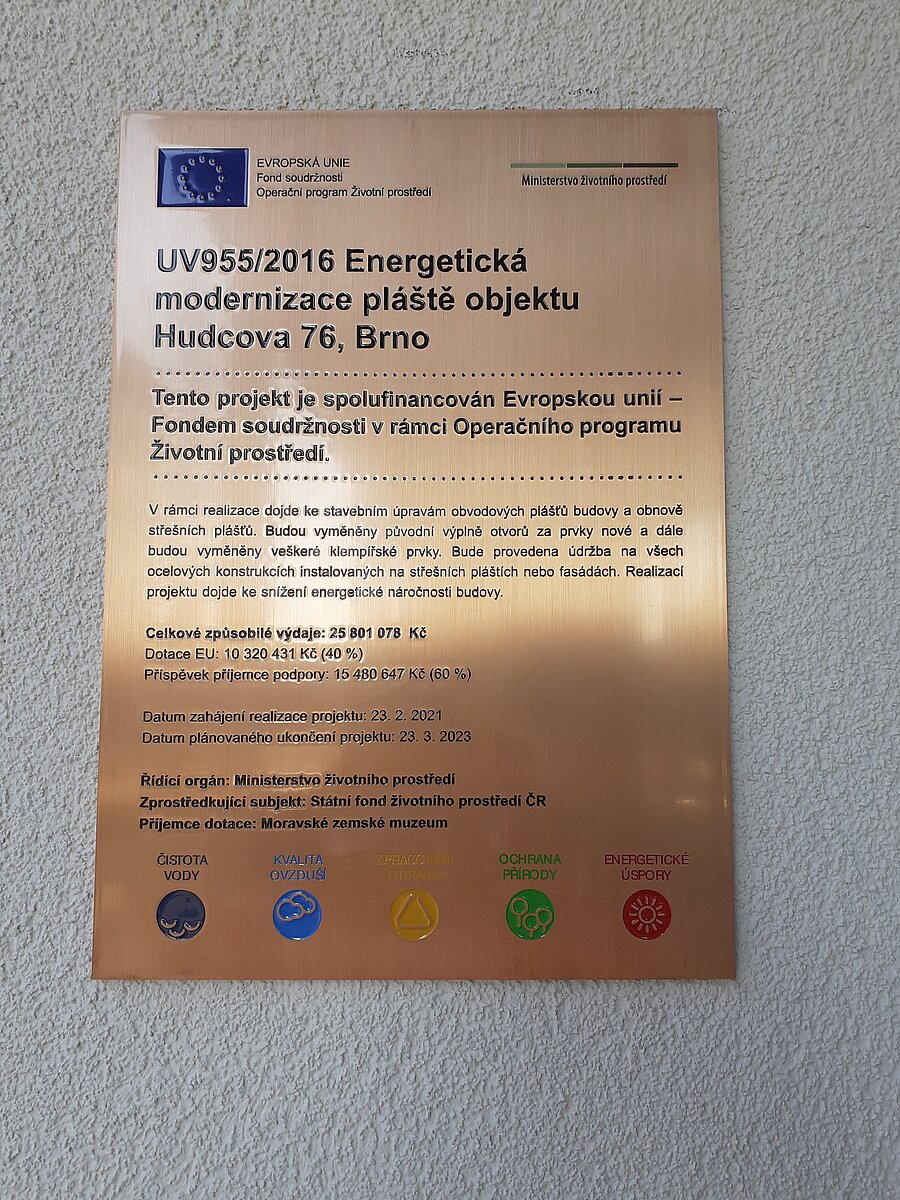 EVROPSKÁ UNIE
Fond soudržnosti
Operační program Životní prostředí
Ministerstvo životního prostředí
UV955/2016 Energetická
modernizace pláště objektu
Hudcova 76, Brno
Tento projekt je spolufinancován Evropskou unií –
Fondem soudržnosti v rámci Operačního programu
Životní prostředí.
V rámci realizace dojde ke stavebním úpravám obvodových plášťů budovy a obnově
střešních plášťů. Budou vyměněny původní výplně otvorů za prvky nové a dále
budou vyměněny veškeré klempířské prvky. Bude provedena údržba na všech
ocelových konstrukcích instalovaných na střešních pláštích nebo fasádách. Realizací
projektu dojde ke snížení energetické náročnosti budovy.
Celkové způsobilé výdaje: 25 801 078 Kč
Dotace EU: 10 320 431 Kč (40 %)
Příspěvek příjemce podpory: 15 480 647 Kč (60 %)
Datum zahájení realizace projektu: 23. 2. 2021
Datum plánovaného ukončení projektu: 23. 3. 2023
Řídící orgán: Ministerstvo životního prostředí
Zprostředkující subjekt: Státní fond životního prostředí ČR
Příjemce dotace: Moravské zemské muzeum
ČISTOTA
VODY
KVALITA
OVZDUŠÍ
ZPRACOVÁNÍ
ODPADŮ
OCHRANA
PŘÍRODY
ENERGETICKÉ
ÚSPORY